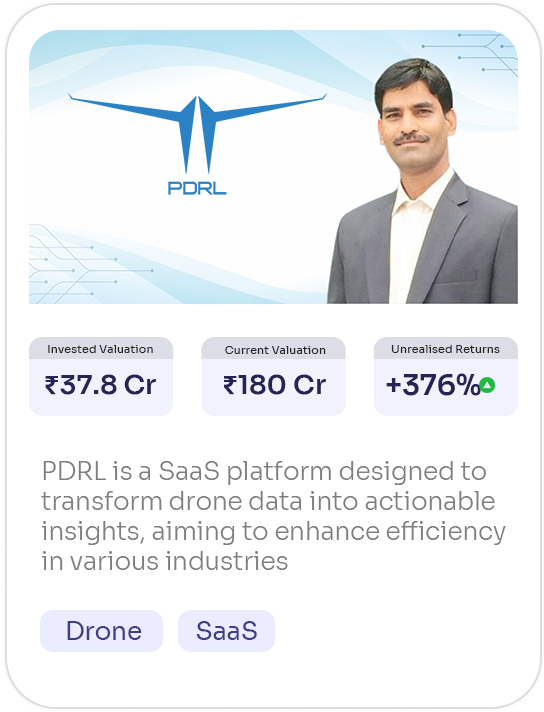 PDRL
Invested Valuation
₹37.8 Cr
Current Valuation
₹180 Cr
Unrealised Returns
+376%
PDRL is a SaaS platform designed to
transform drone data into actionable
insights, aiming to enhance efficiency
in various industries
Drone
SaaS